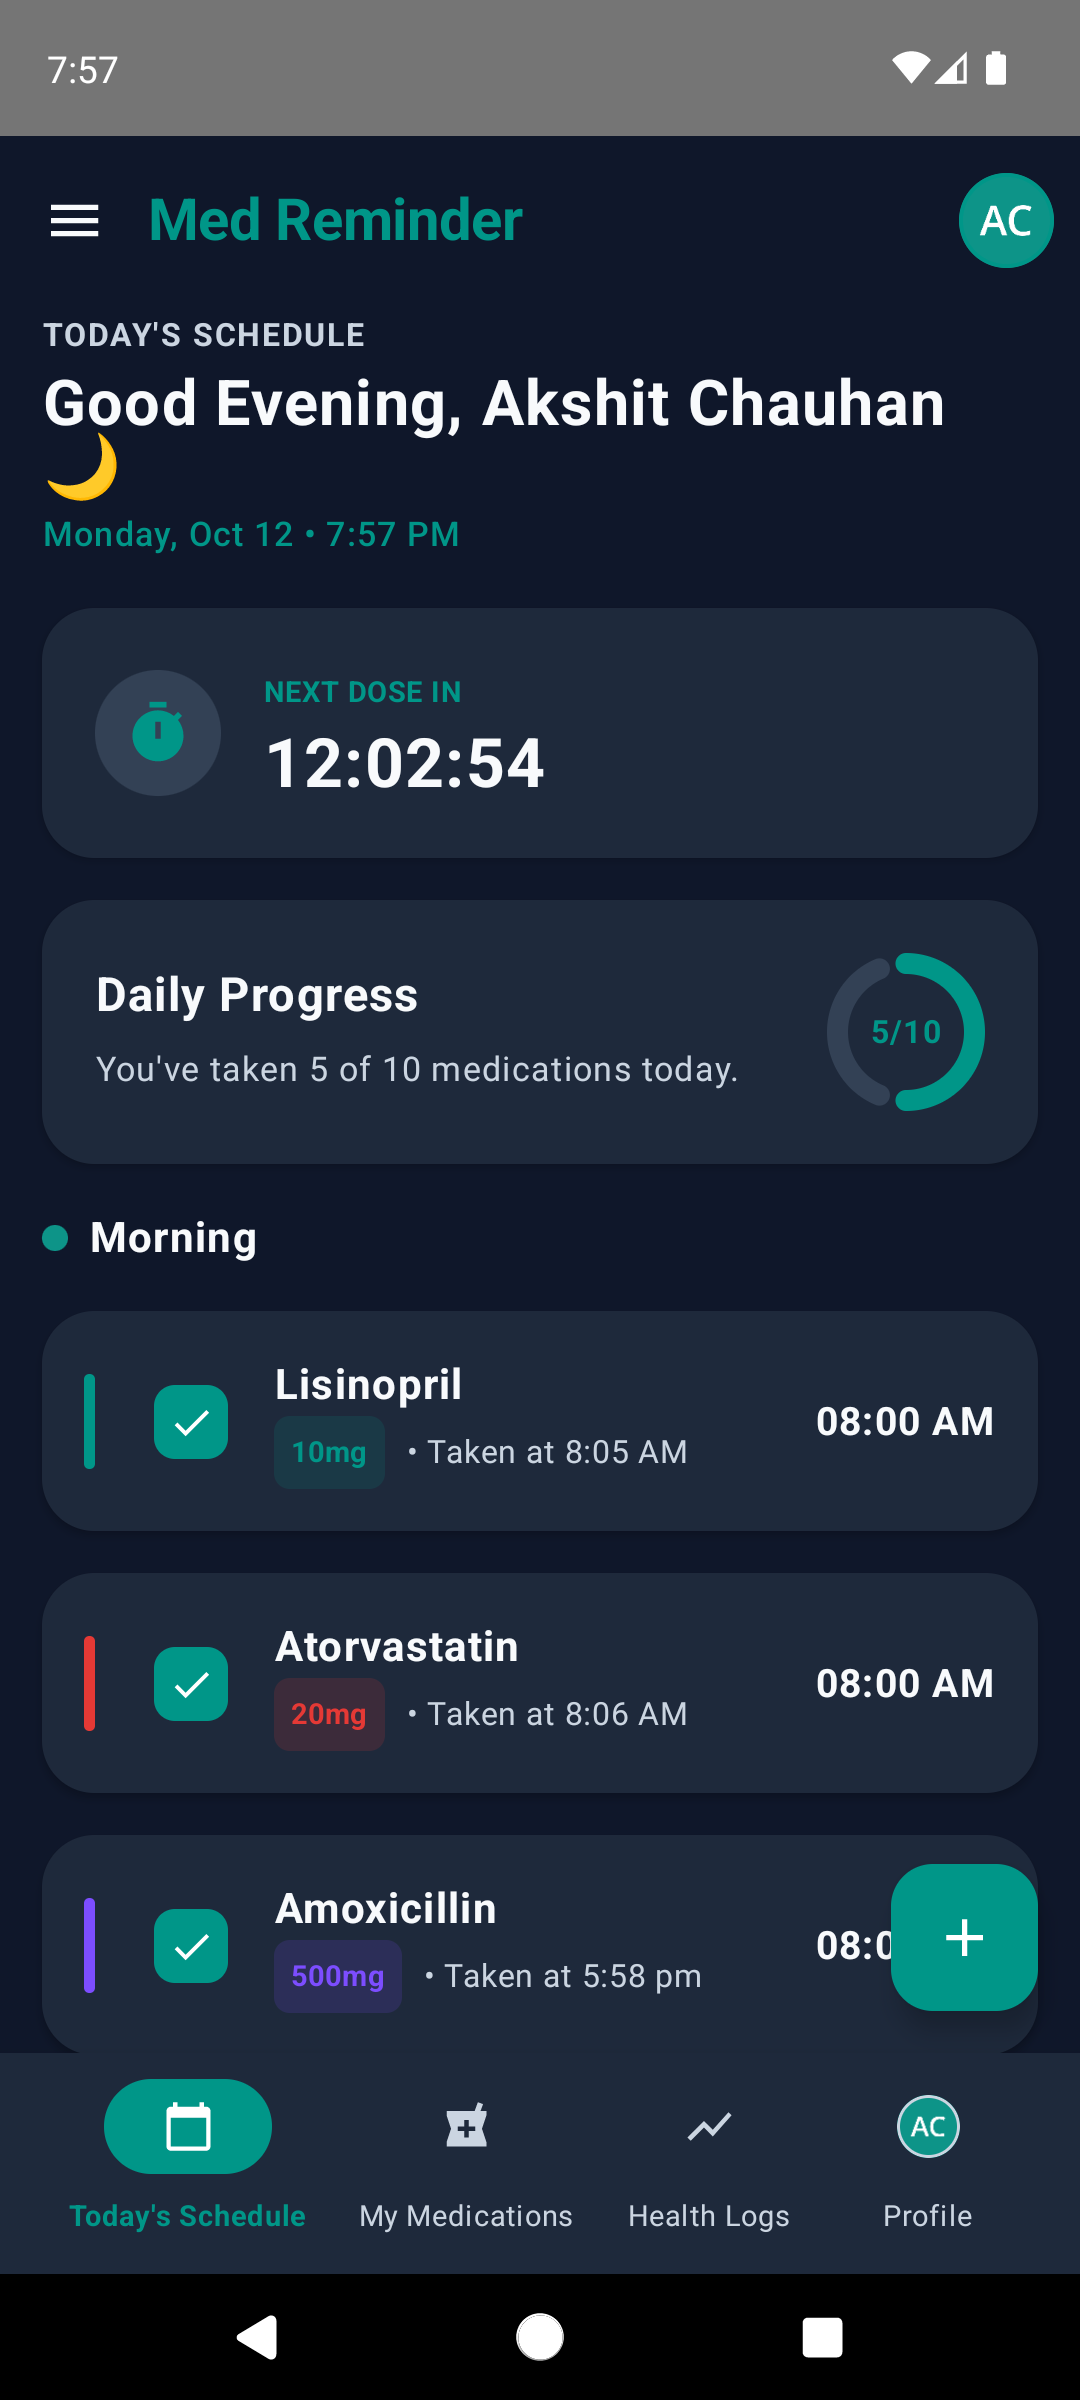 7:57
Med Reminder
AC
TODAY'S SCHEDULE
Good Evening, Akshit Chauhan
🌙
Monday, Oct 12 • 7:57 PM
NEXT DOSE IN
12:02:54
Daily Progress
You've taken 5 of 10 medications today.
5/10
Morning
Lisinopril
10mg • Taken at 8:05 AM
08:00 AM
Atorvastatin
20mg • Taken at 8:06 AM
08:00 AM
Amoxicillin
500mg • Taken at 5:58 pm
AC
Today's Schedule
My Medications
Health Logs
Profile